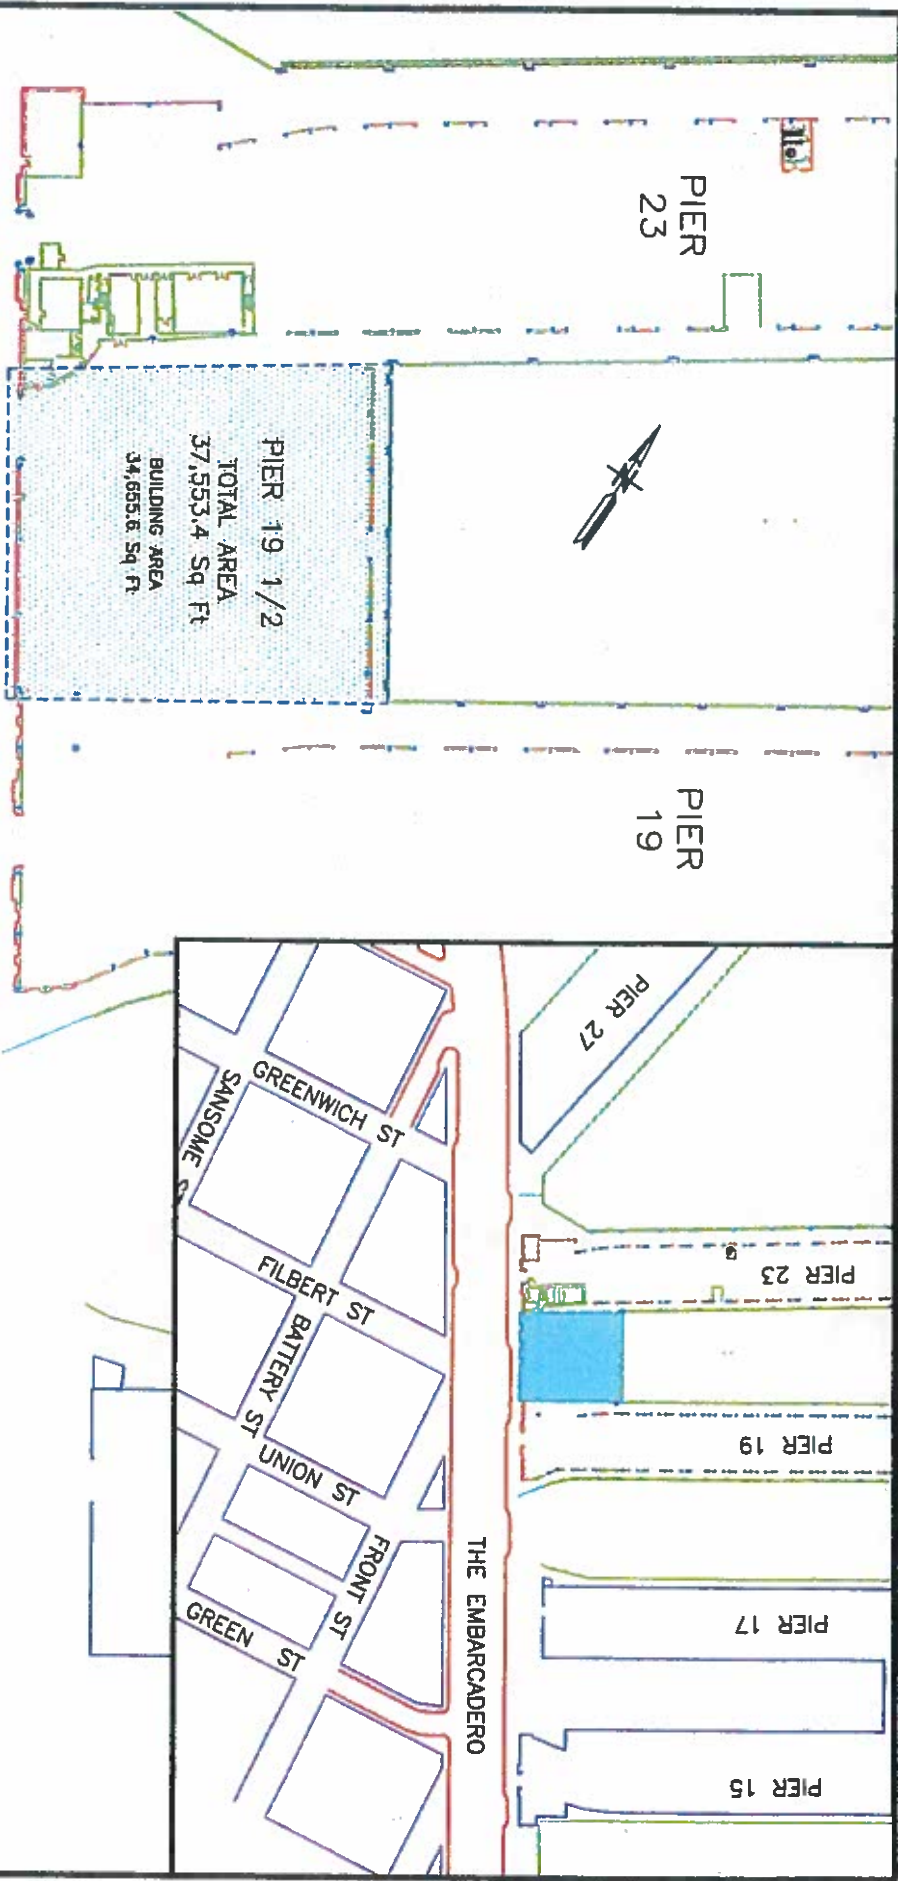 PIER
23
PIER 19 1/2
TOTAL AREA
37,553.4 Sq Ft
BUILDING AREA
34,655.6 Sq Ft
PIER
19
PIER 27
PIER 23
PIER 19
PIER 17
PIER 15
THE EMBARCADERO
GREENWICH ST
SANSOME ST
FILBERT ST
BATTERY ST
UNION ST
FRONT ST
GREEN ST